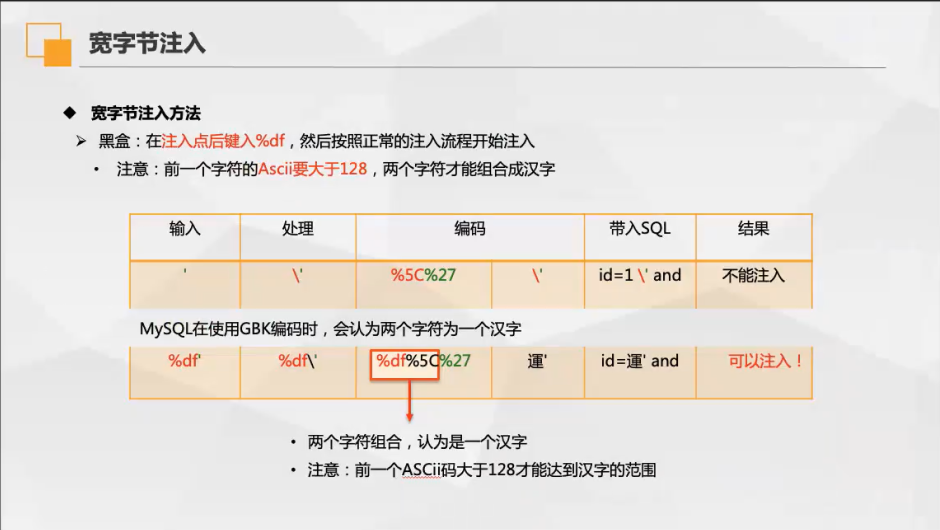 宽字节注入
◆ 宽字节注入方法
➢ 黑盒：在注入点后键入%df，然后按照正常的注入流程开始注入
• 注意：前一个字符的Ascii要大于128，两个字符才能组合成汉字
输入 处理 编码 带入SQL 结果
' \' %5C%27 \' id=1 \' and 不能注入
MySQL在使用GBK编码时，会认为两个字符为一个汉字
%df' %df\' %df%5C%27 運' id=運' and 可以注入！
• 两个字符组合，认为是一个汉字
• 注意：前一个ASCii码大于128才能达到汉字的范围